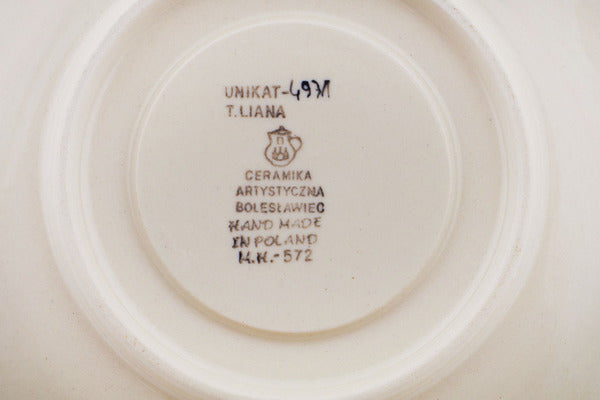 UNIKAT-4971
T.LIANA
CERAMIKA
ARTYSTYCZNA
BOLESŁAWIEC
HAND MADE
IN POLAND
M.H.-572